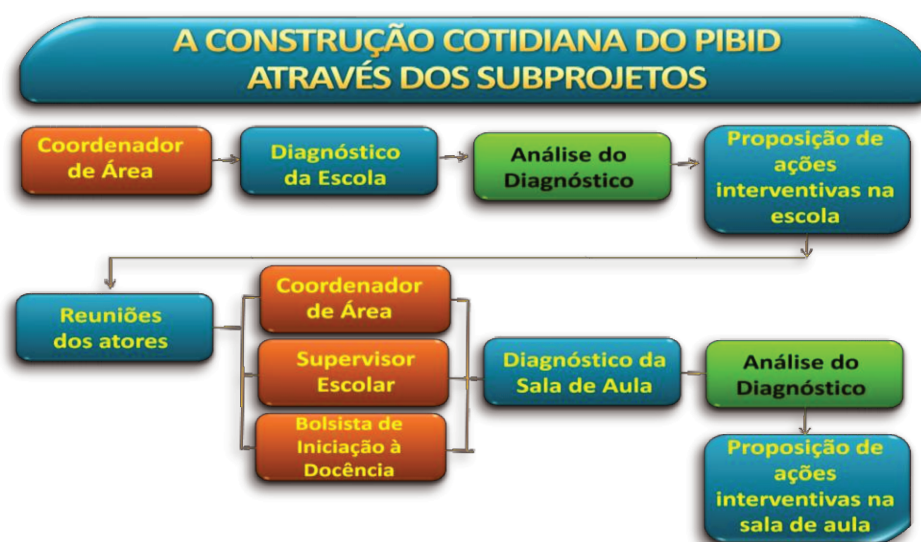 A CONSTRUÇÃO COTIDIANA DO PIBID
ATRAVÉS DOS SUBPROJETOS
Coordenador
de Área
Diagnóstico
da Escola
Análise do
Diagnóstico
Proposição de
ações
interventivas na
escola
Reuniões
dos atores
Coordenador
de Área
Supervisor
Escolar
Bolsista de
Iniciação à
Docência
Diagnóstico da
Sala de Aula
Análise do
Diagnóstico
Proposição de
ações
interventivas na
sala de aula